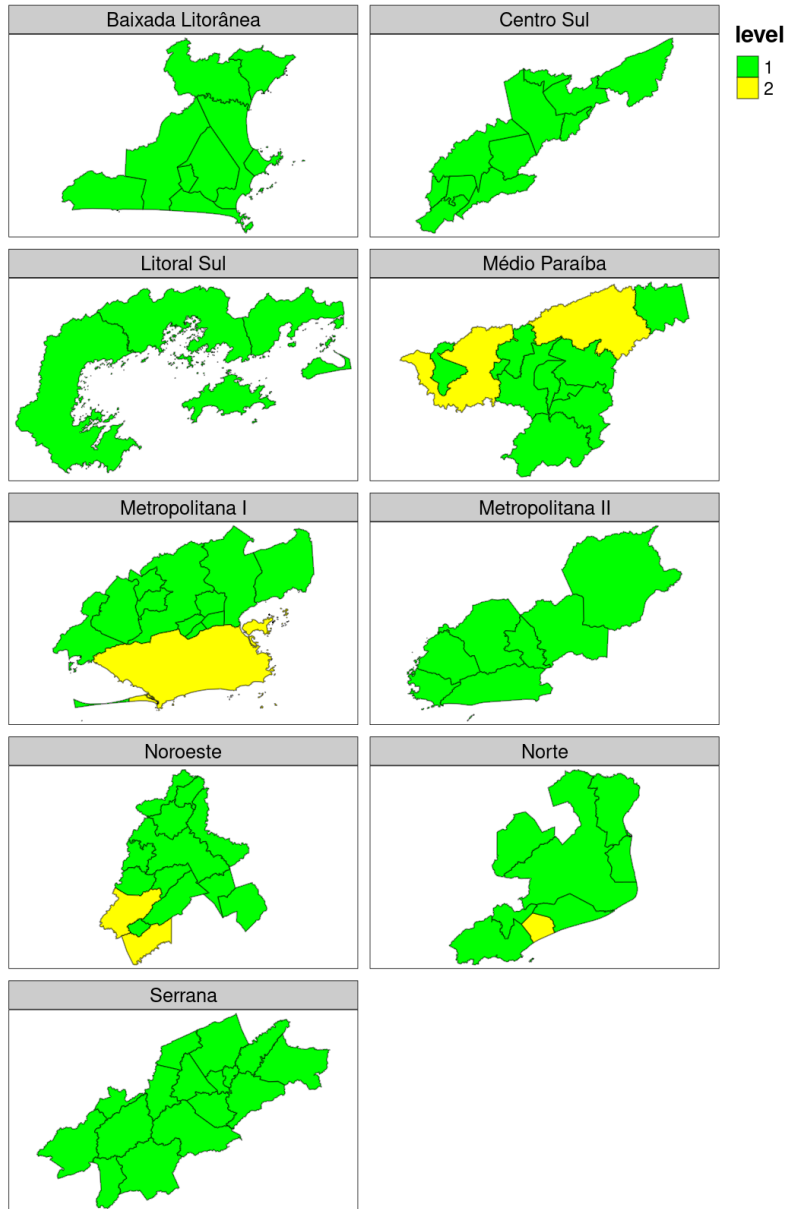 Baixada Litorânea
Centro Sul
level
1
2
Litoral Sul
Médio Paraíba
Metropolitana I
Metropolitana II
Noroeste
Norte
Serrana